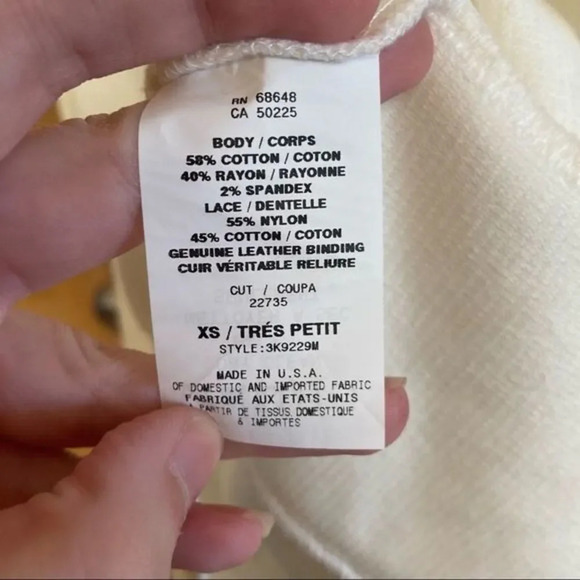 RN 68648
CA 50225
BODY / CORPS
58% COTTON / COTON
40% RAYON / RAYONNE
2% SPANDEX
LACE / DENTELLE
55% NYLON
45% COTTON / COTON
GENUINE LEATHER BINDING
CUIR VÉRITABLE RELIURE
CUT / COUPA
22735
XS / TRÉS PETIT
STYLE:3K9229M
MADE IN U.S.A.
OF DOMESTIC AND IMPORTED FABRIC
FABRIQUÉ AUX ETATS-UNIS
PARTIR DE TISSUS DOMESTIQUE
& IMPORTES